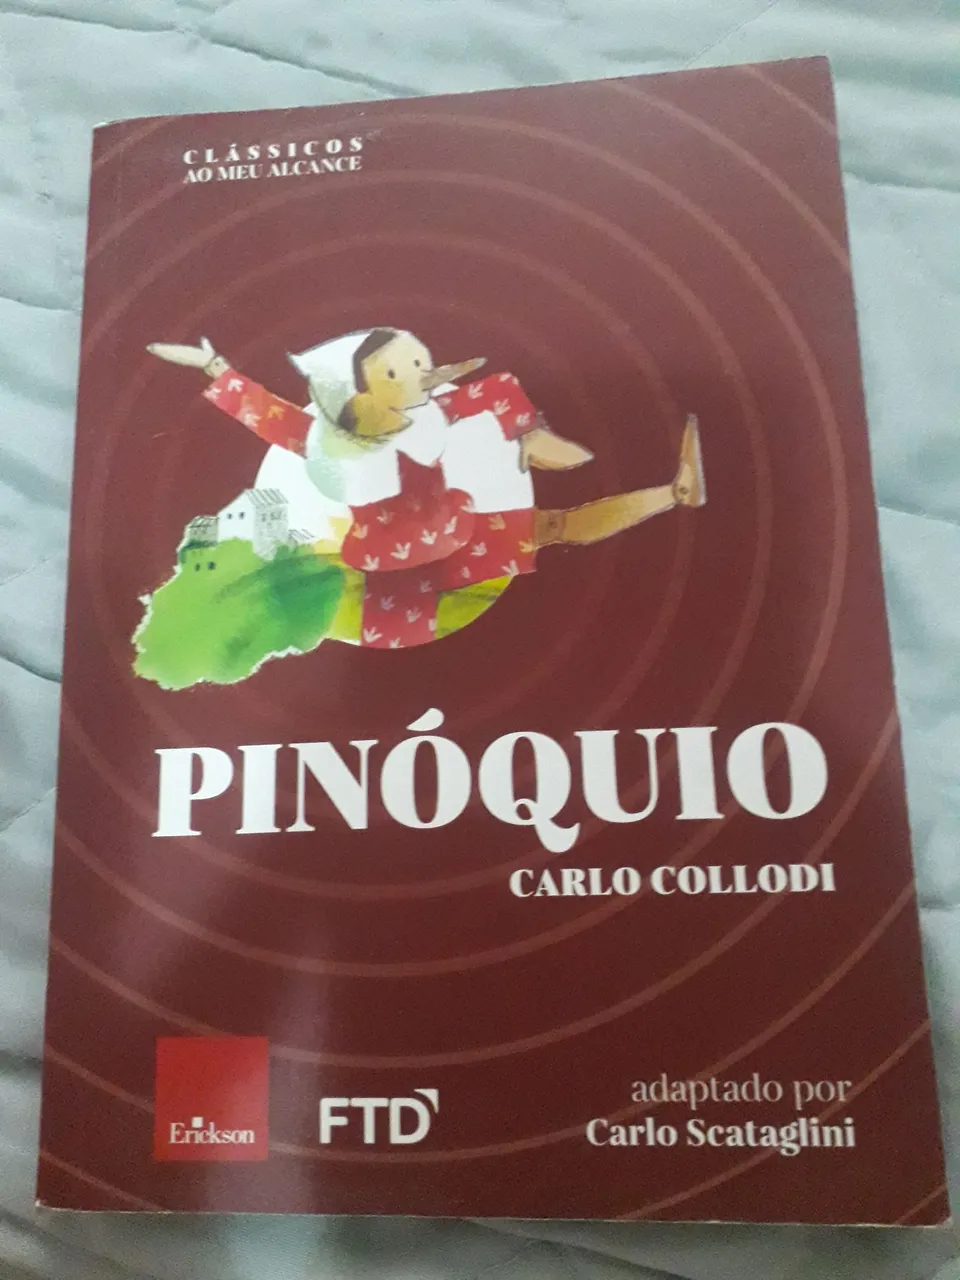 CLÁSSICOS
AO MEU ALCANCE
PINÓQUIO
CARLO COLLODI
adaptado por
Carlo Scataglini
Erickson
FTD